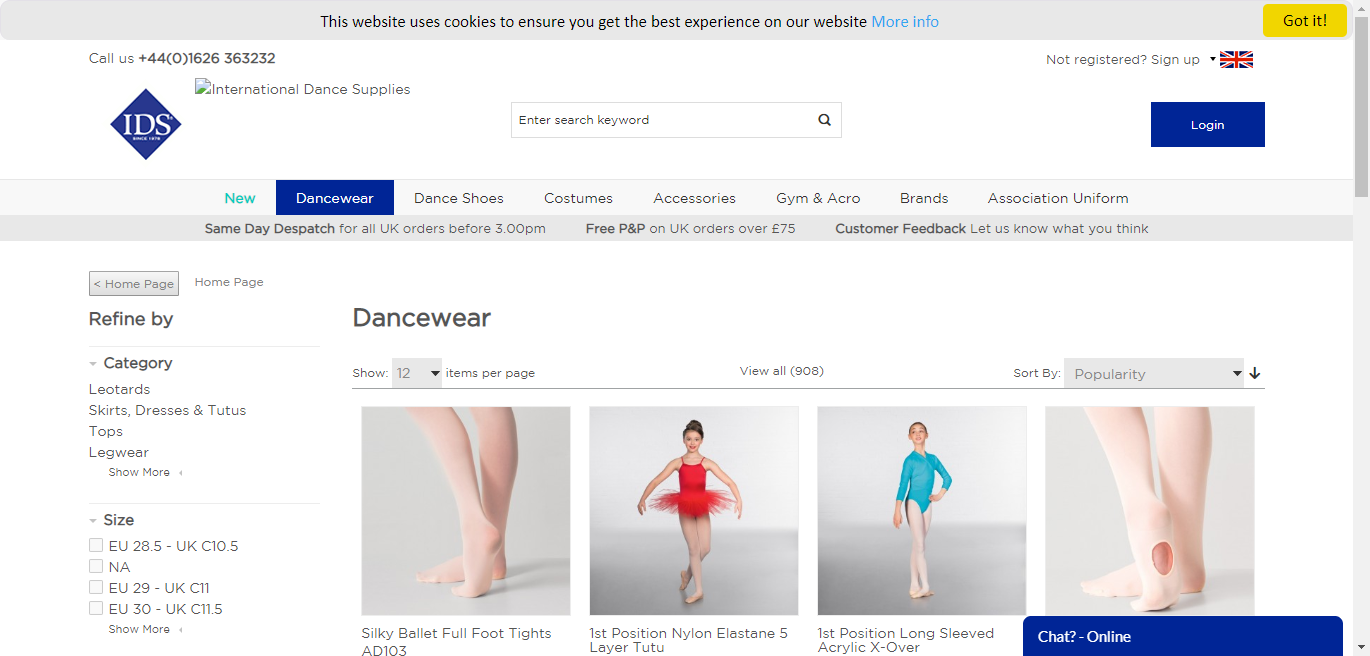 This website uses cookies to ensure you get the best experience on our website More info
Got it!
Call us +44(0)1626 363232
Not registered? Sign up
International Dance Supplies
IDS
SINCE 1978
Enter search keyword
Login
New
Dancewear
Dance Shoes
Costumes
Accessories
Gym & Acro
Brands
Association Uniform
Same Day Despatch for all UK orders before 3.00pm
Free P&P on UK orders over £75
Customer Feedback Let us know what you think
< Home Page
Home Page
Refine by
Category
Leotards
Skirts, Dresses & Tutus
Tops
Legwear
Show More
Size
EU 28.5 - UK C10.5
NA
EU 29 - UK C11
EU 30 - UK C11.5
Show More
Dancewear
Show: 12 items per page
View all (908)
Sort By: Popularity
Silky Ballet Full Foot Tights
AD103
1st Position Nylon Elastane 5
Layer Tutu
1st Position Long Sleeved
Acrylic X-Over
Chat? - Online